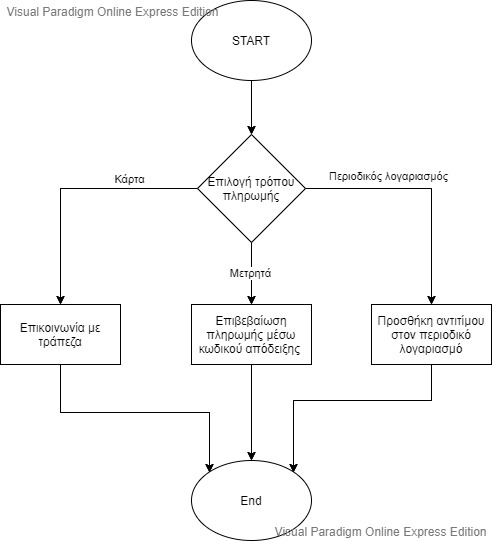 Visual Paradigm Online Express Edition
START
Επιλογή τρόπου
πληρωμής
Κάρτα
Περιοδικός λογαριασμός
Μετρητά
Επικοινωνία με
τράπεζα
Επιβεβαίωση
πληρωμής μέσω
κωδικού απόδειξης
Προσθήκη αντιτίμου
στον περιοδικό
λογαριασμό
End
Visual Paradigm Online Express Edition